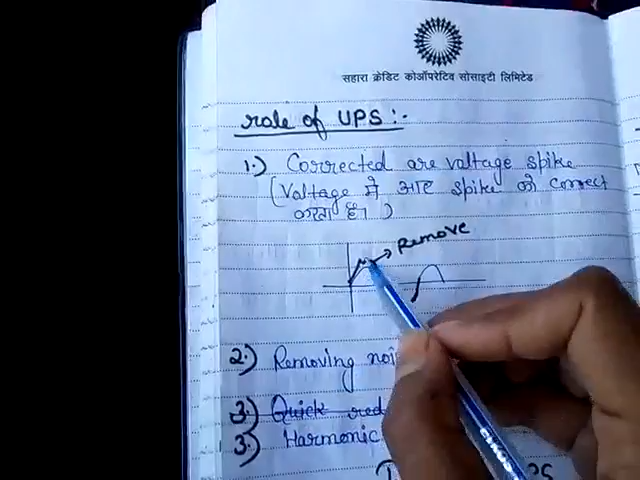 सहारा क्रेडिट कोऑपरेटिव सोसाइटी लिमिटेड
role of UPS :-
1.) Corrected are voltage spike
(Voltage में आए spike को correct
करता है। )
Remove
2.) Removing
3.) Quick
3.) Harmonic